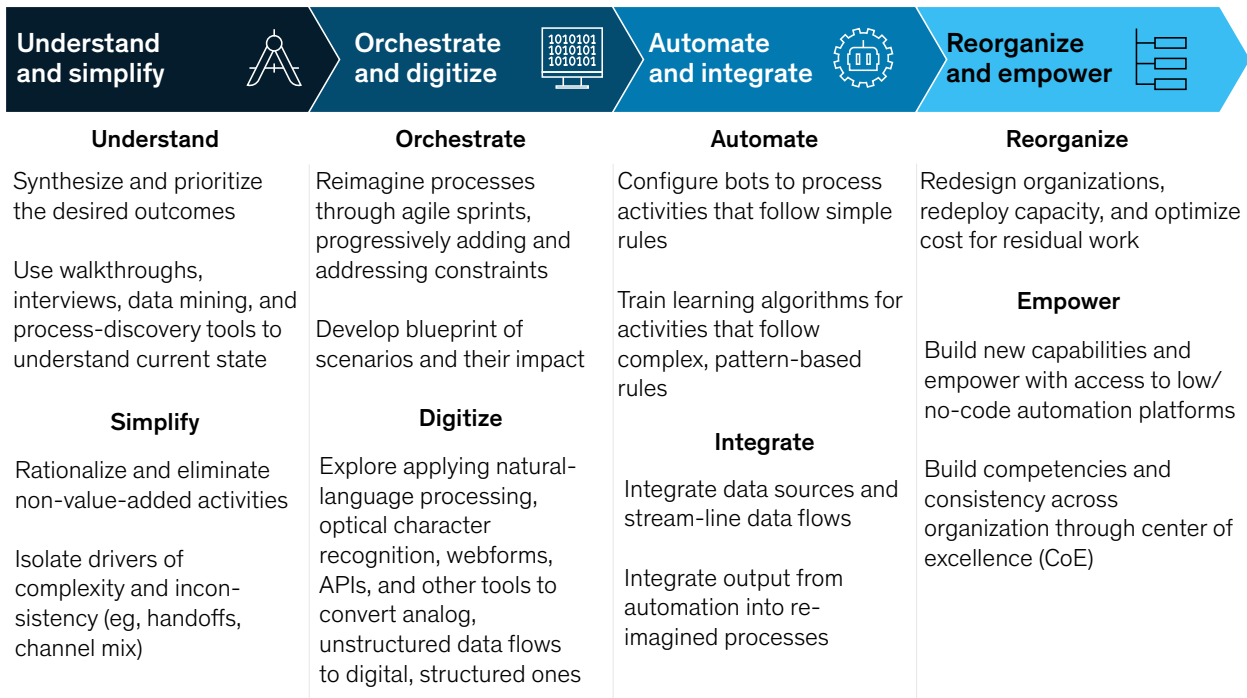 Understand
and simplify
Orchestrate
and digitize
1010101
1010101
1010101
Automate
and integrate
Reorganize
and empower
Understand
Synthesize and prioritize
the desired outcomes
Use walkthroughs,
interviews, data mining, and
process-discovery tools to
understand current state
Simplify
Rationalize and eliminate
non-value-added activities
Isolate drivers of
complexity and incon-
sistency (eg, handoffs,
channel mix)
Orchestrate
Reimagine processes
through agile sprints,
progressively adding and
addressing constraints
Develop blueprint of
scenarios and their impact
Digitize
Explore applying natural-
language processing,
optical character
recognition, webforms,
APIs, and other tools to
convert analog,
unstructured data flows
to digital, structured ones
Automate
Configure bots to process
activities that follow simple
rules
Train learning algorithms for
activities that follow
complex, pattern-based
rules
Integrate
Integrate data sources and
stream-line data flows
Integrate output from
automation into re-
imagined processes
Reorganize
Redesign organizations,
redeploy capacity, and optimize
cost for residual work
Empower
Build new capabilities and
empower with access to low/
no-code automation platforms
Build competencies and
consistency across
organization through center of
excellence (CoE)